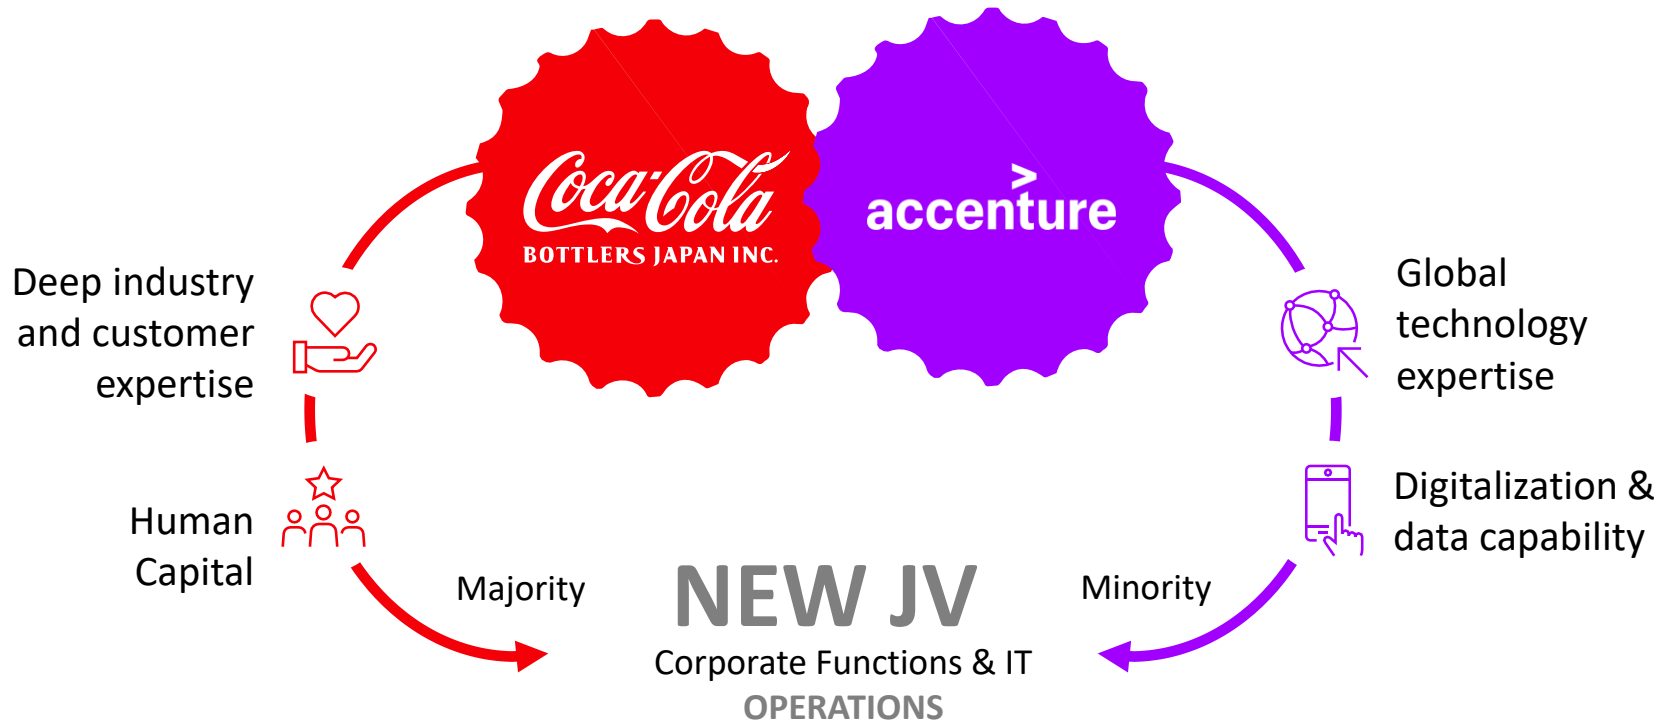 Coca-Cola
BOTTLERS JAPAN INC.
>
accenture
Deep industry
and customer
expertise
Human
Capital
Global
technology
expertise
Digitalization &
data capability
Majority
NEW JV
Minority
Corporate Functions & IT
OPERATIONS